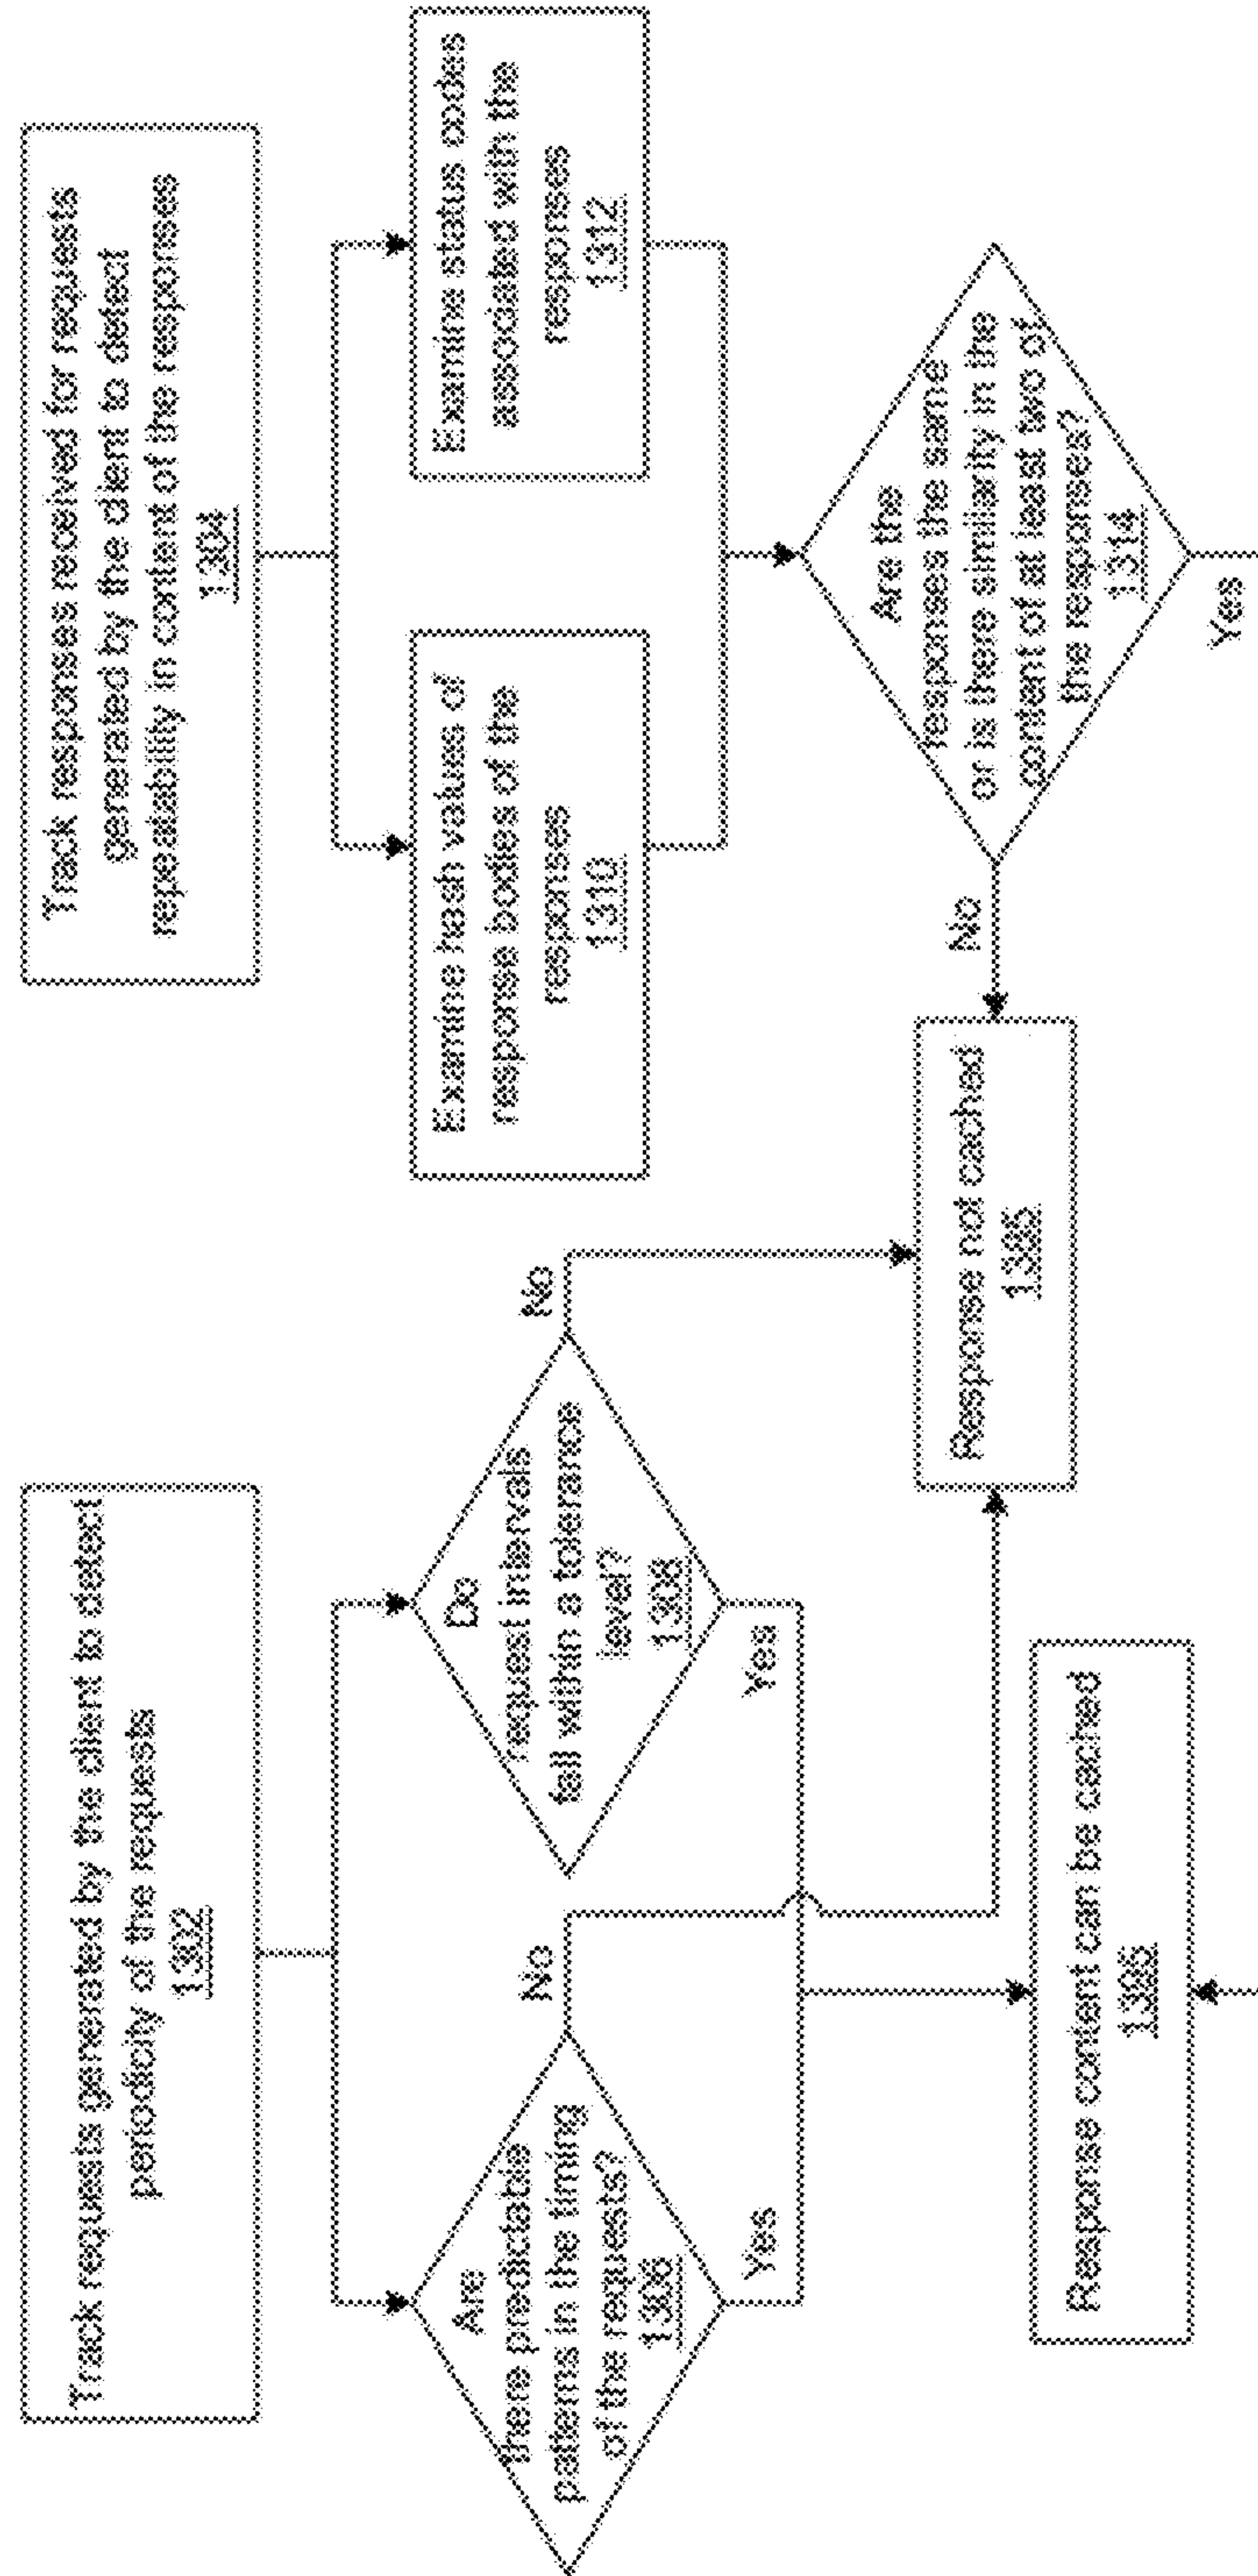 Track requests generated by the client to detect
periodicity of the requests
1302
Are
there predictable
patterns in the timing
of the requests?
1306
No
Yes
Do
request intervals
fall within a tolerance
level?
1308
No
Yes
Response content can be cached
1395
Response not cached
1385
Track responses received for requests
generated by the client to detect
repeatability in content of the responses
1304
Examine hash values of
response bodies of the
responses
1310
Examine status codes
associated with the
responses
1312
Are the
responses the same
or is there similarity in the
content of at least two of
the responses?
1314
No
Yes